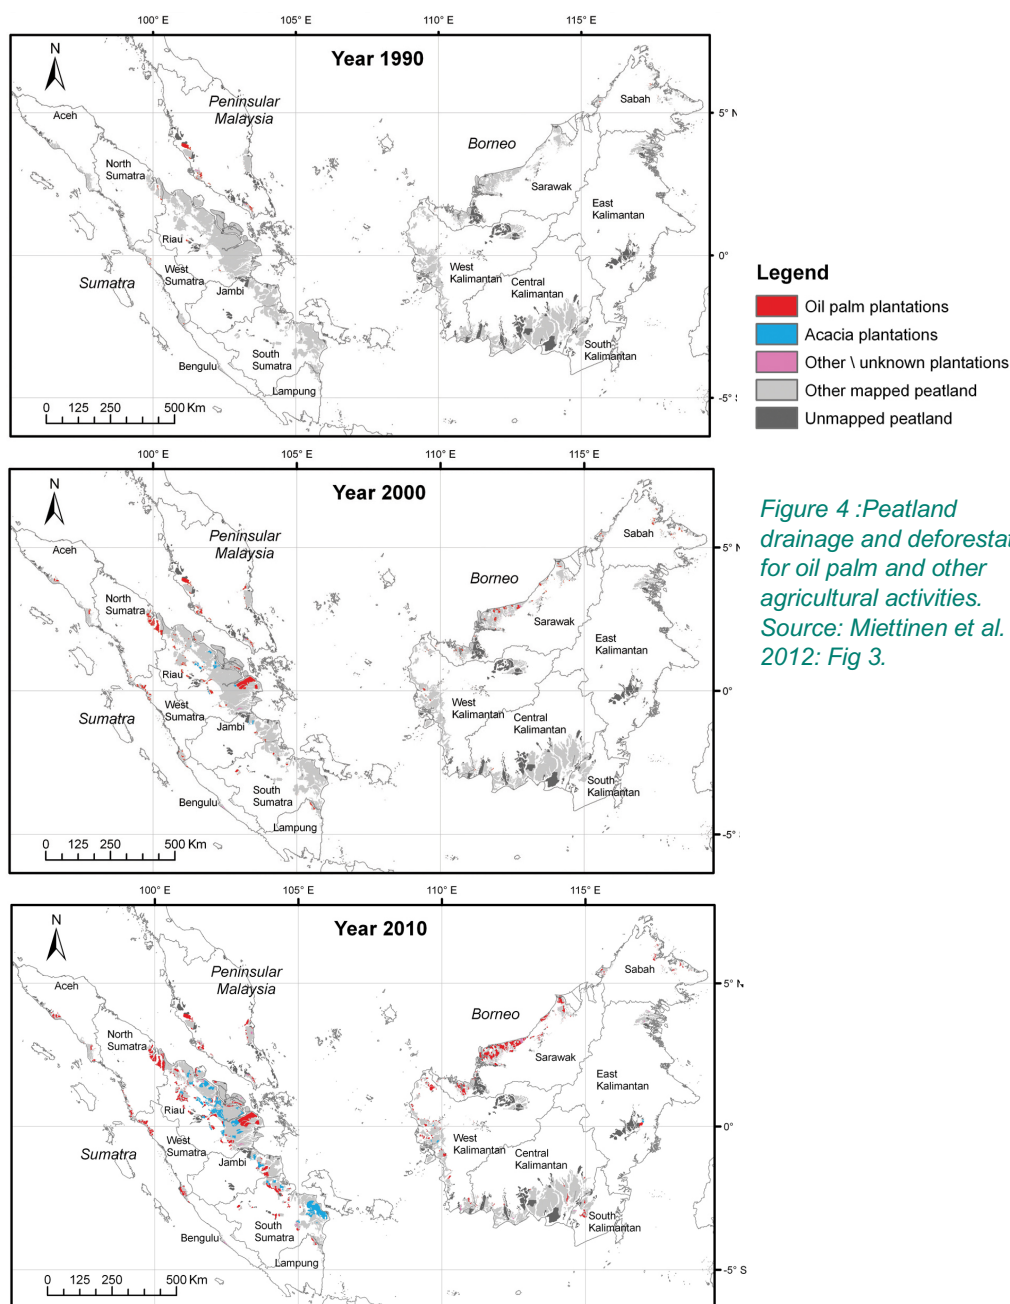 100° E 105° E 110° E 115° E
Year 1990
N
Peninsular
Malaysia
Aceh
North
Sumatra
Riau
West
Sumatra
Sumatra
Jambi
South
Sumatra
Bengulu
Lampung
0 125 250 500 Km
Borneo
Sabah
Sarawak
East
Kalimantan
West
Kalimantan
Central
Kalimantan
South
Kalimantan
5° N
0°
-5° S
Legend
Oil palm plantations
Acacia plantations
Other \ unknown plantations
Other mapped peatland
Unmapped peatland
100° E 105° E 110° E 115° E
Year 2000
N
Peninsular
Malaysia
Aceh
North
Sumatra
Riau
West
Sumatra
Sumatra
Jambi
South
Sumatra
Bengulu
Lampung
0 125 250 500 Km
Borneo
Sabah
Sarawak
East
Kalimantan
West
Kalimantan
Central
Kalimantan
South
Kalimantan
5° N
0°
-5°
Figure 4 :Peatland
drainage and deforestat
for oil palm and other
agricultural activities.
Source: Miettinen et al.
2012: Fig 3.
100° E 105° E 110° E 115° E
Year 2010
N
Peninsular
Malaysia
Aceh
North
Sumatra
Riau
West
Sumatra
Sumatra
Jambi
South
Sumatra
Bengulu
Lampung
0 125 250 500 Km
Borneo
Sabah
Sarawak
East
Kalimantan
West
Kalimantan
Central
Kalimantan
South
Kalimantan
5° N
0°
-5° S